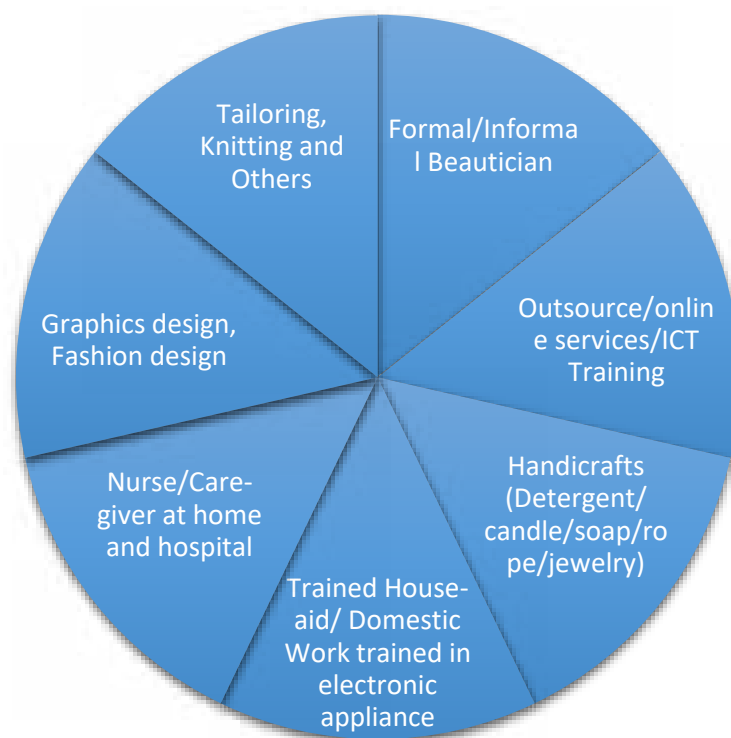 Formal/Informa
l Beautician
Outsource/onlin
e services/ICT
Training
Handicrafts
(Detergent/
candle/soap/ro
pe/jewelry)
Trained House-
aid/ Domestic
Work trained in
electronic
appliance
Nurse/Care-
giver at home
and hospital
Graphics design,
Fashion design
Tailoring,
Knitting and
Others